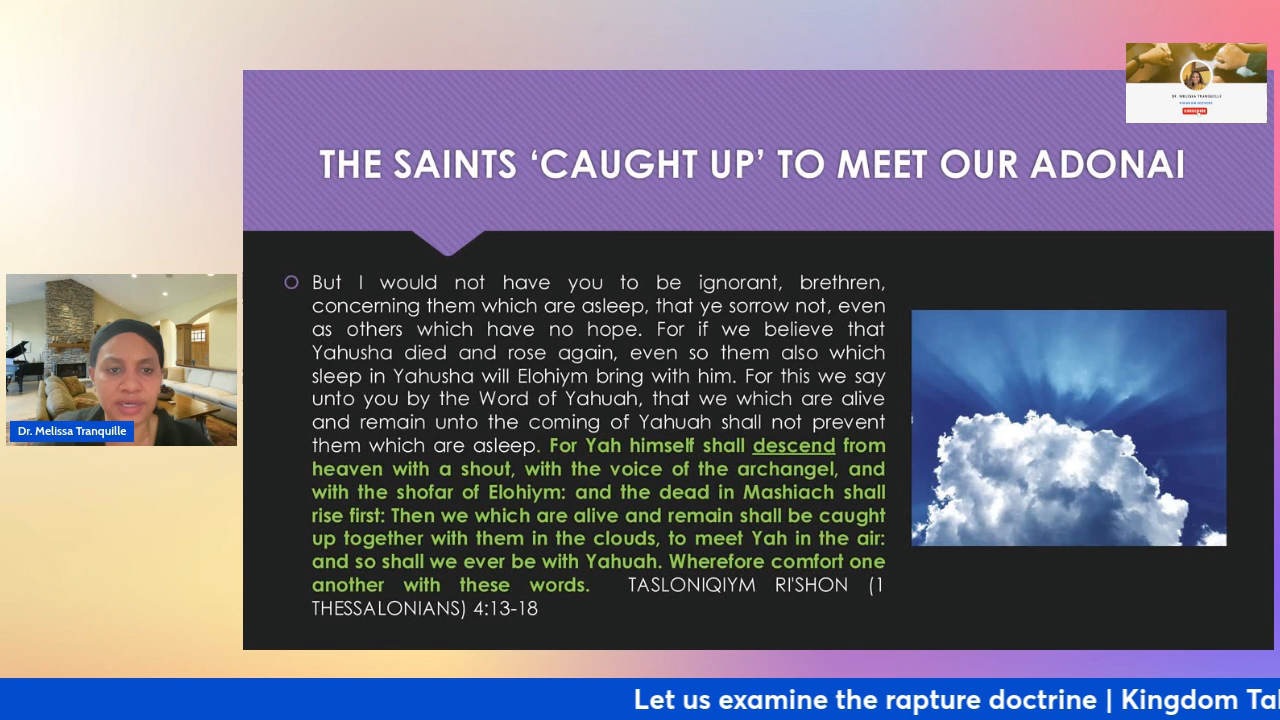 DR. MELISSA TRANQUILLE
SUBSCRIBE
THE SAINTS ‘CAUGHT UP’ TO MEET OUR ADONAI
But I would not have you to be ignorant, brethren,
concerning them which are asleep, that ye sorrow not, even
as others which have no hope. For if we believe that
Yahusha died and rose again, even so them also which
sleep in Yahusha will Elohiym bring with him. For this we say
unto you by the Word of Yahuah, that we which are alive
and remain unto the coming of Yahuah shall not prevent
them which are asleep. For Yah himself shall descend from
heaven with a shout, with the voice of the archangel, and
with the shofar of Elohiym: and the dead in Mashiach shall
rise first: Then we which are alive and remain shall be caught
up together with them in the clouds, to meet Yah in the air:
and so shall we ever be with Yahuah. Wherefore comfort one
another with these words. TASLONIQIYM RI'SHON (1
THESSALONIANS) 4:13-18
Dr. Melissa Tranquille
Let us examine the rapture doctrine | Kingdom Tal